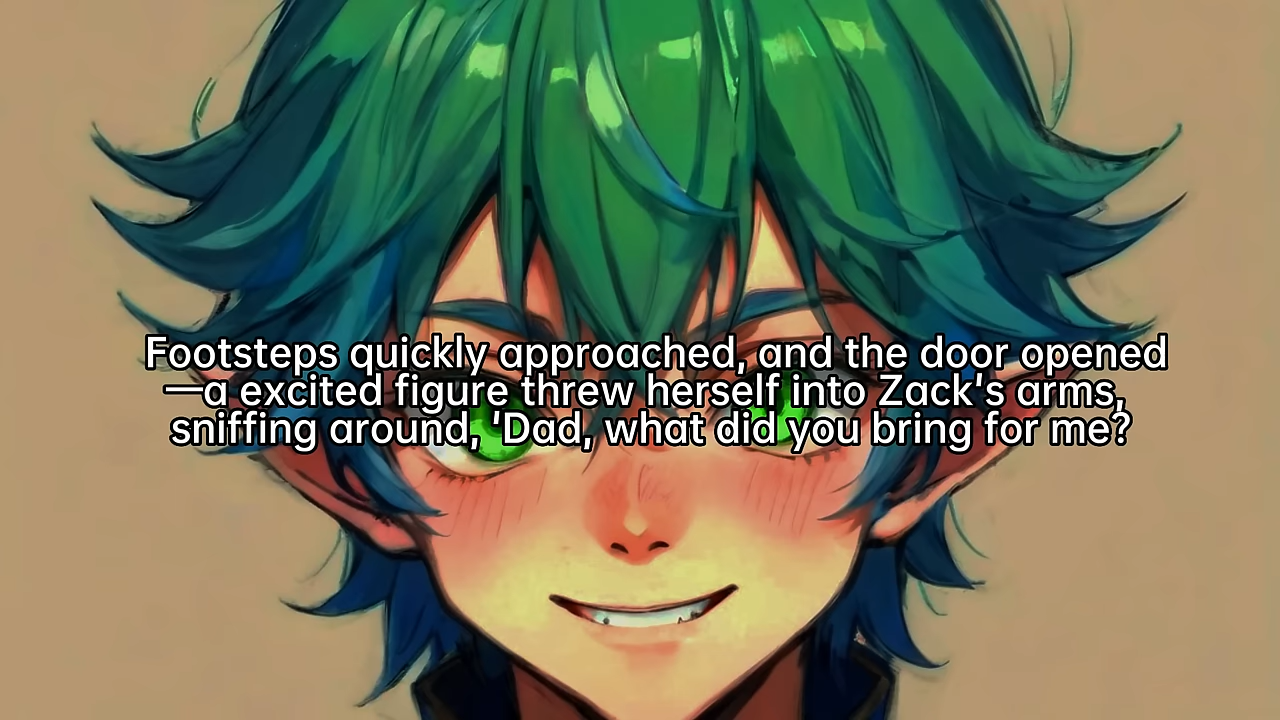 Footsteps quickly approached, and the door opened
—a excited figure threw herself into Zack's arms,
sniffing around, 'Dad, what did you bring for me?